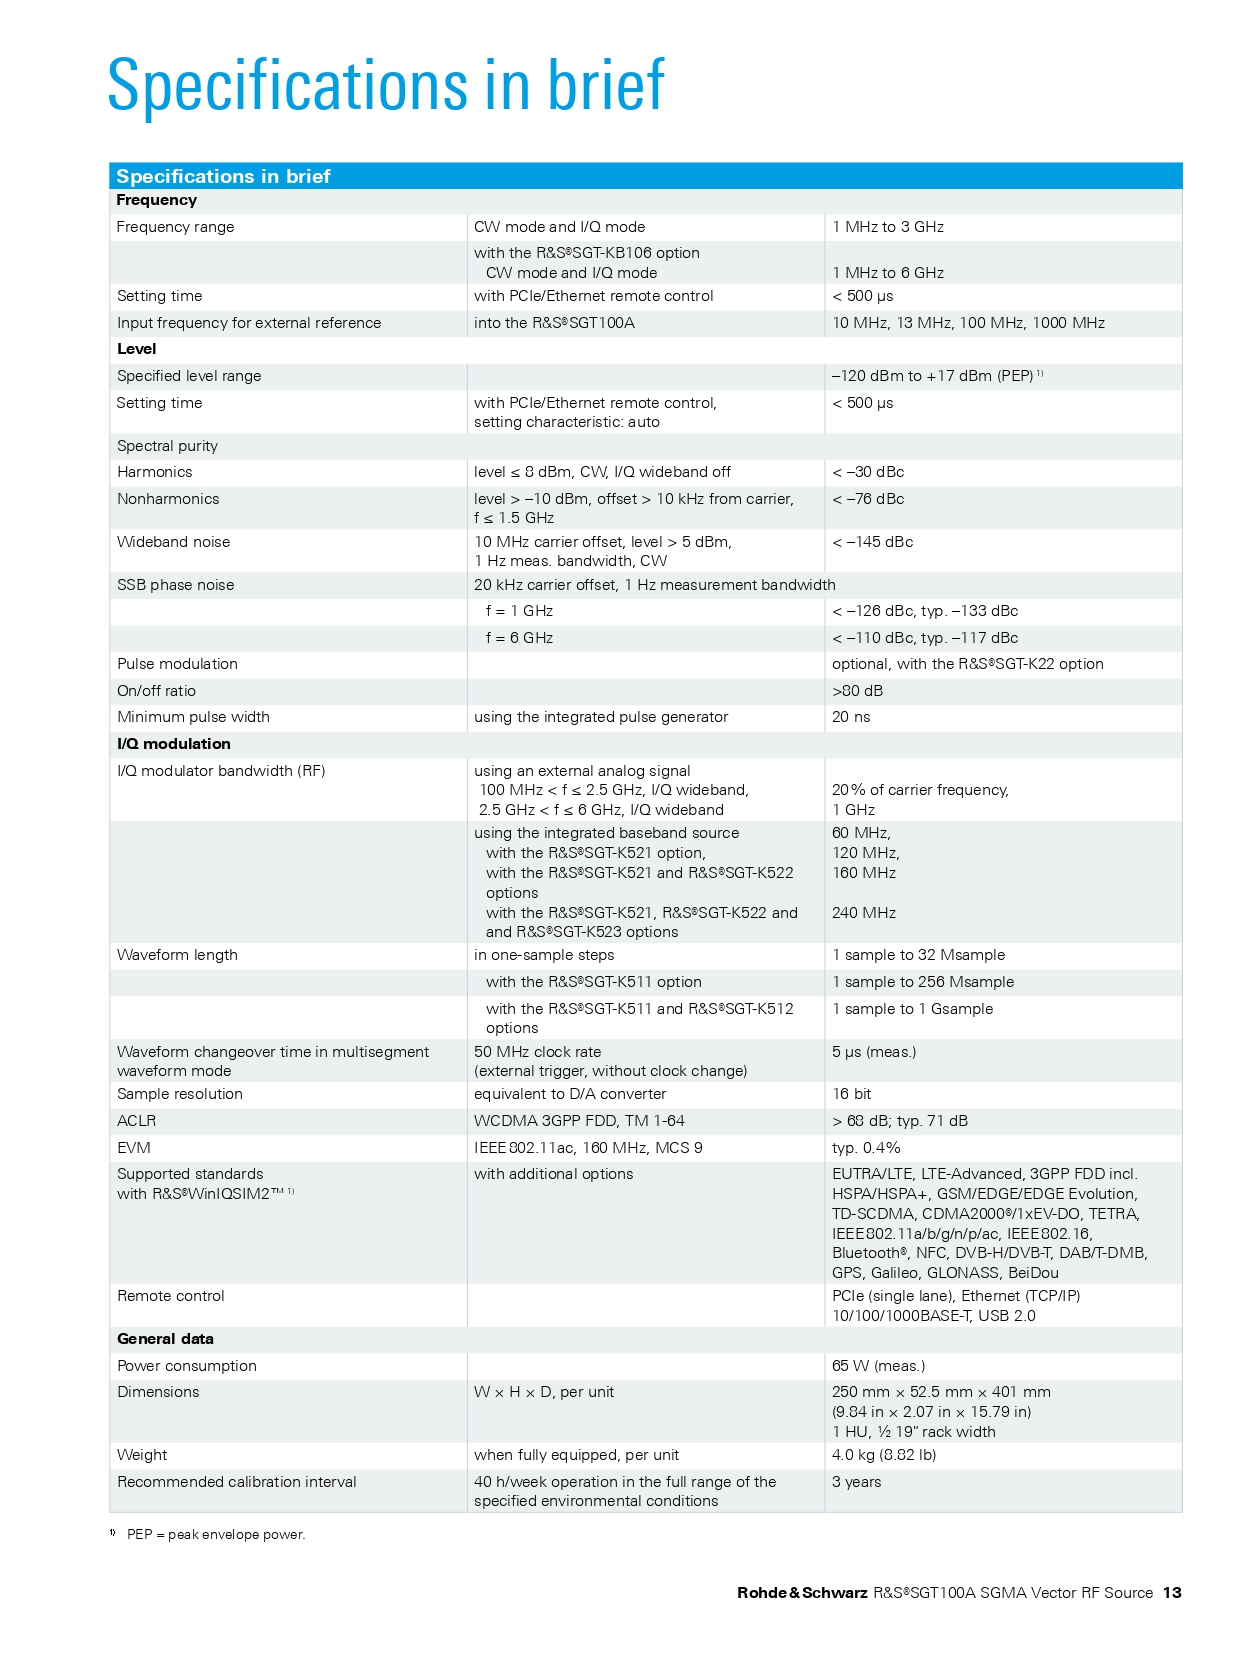 Specifications in brief
Specifications in brief
Frequency
Frequency range CW mode and I/Q mode 1 MHz to 3 GHz
with the R&S®SGT-KB106 option
CW mode and I/Q mode 1 MHz to 6 GHz
Setting time with PCIe/Ethernet remote control < 500 µs
Input frequency for external reference into the R&S®SGT100A 10 MHz, 13 MHz, 100 MHz, 1000 MHz
Level
Specified level range –120 dBm to +17 dBm (PEP) 1)
Setting time with PCIe/Ethernet remote control, < 500 µs
setting characteristic: auto
Spectral purity
Harmonics level ≤ 8 dBm, CW, I/Q wideband off < –30 dBc
Nonharmonics level > –10 dBm, offset > 10 kHz from carrier, < –76 dBc
f ≤ 1.5 GHz
Wideband noise 10 MHz carrier offset, level > 5 dBm, < –145 dBc
1 Hz meas. bandwidth, CW
SSB phase noise 20 kHz carrier offset, 1 Hz measurement bandwidth
f = 1 GHz < –126 dBc, typ. –133 dBc
f = 6 GHz < –110 dBc, typ. –117 dBc
Pulse modulation optional, with the R&S®SGT-K22 option
On/off ratio >80 dB
Minimum pulse width using the integrated pulse generator 20 ns
I/Q modulation
I/Q modulator bandwidth (RF) using an external analog signal
100 MHz < f ≤ 2.5 GHz, I/Q wideband, 20 % of carrier frequency,
2.5 GHz < f ≤ 6 GHz, I/Q wideband 1 GHz
using the integrated baseband source 60 MHz,
with the R&S®SGT-K521 option, 120 MHz,
with the R&S®SGT-K521 and R&S®SGT-K522 160 MHz
options
with the R&S®SGT-K521, R&S®SGT-K522 and 240 MHz
and R&S®SGT-K523 options
Waveform length in one-sample steps 1 sample to 32 Msample
with the R&S®SGT-K511 option 1 sample to 256 Msample
with the R&S®SGT-K511 and R&S®SGT-K512 1 sample to 1 Gsample
options
Waveform changeover time in multisegment 50 MHz clock rate 5 µs (meas.)
waveform mode (external trigger, without clock change)
Sample resolution equivalent to D/A converter 16 bit
ACLR WCDMA 3GPP FDD, TM 1-64 > 68 dB; typ. 71 dB
EVM IEEE 802.11ac, 160 MHz, MCS 9 typ. 0.4 %
Supported standards with additional options EUTRA/LTE, LTE-Advanced, 3GPP FDD incl.
with R&S®WinIQSIM2™ 1) HSPA/HSPA+, GSM/EDGE/EDGE Evolution,
TD-SCDMA, CDMA2000®/1xEV-DO, TETRA,
IEEE 802.11a/b/g/n/p/ac, IEEE 802.16,
Bluetooth®, NFC, DVB-H/DVB-T, DAB/T-DMB,
GPS, Galileo, GLONASS, BeiDou
Remote control PCIe (single lane), Ethernet (TCP/IP)
10/100/1000BASE-T, USB 2.0
General data
Power consumption 65 W (meas.)
Dimensions W × H × D, per unit 250 mm × 52.5 mm × 401 mm
(9.84 in × 2.07 in × 15.79 in)
1 HU, ½ 19" rack width
Weight when fully equipped, per unit 4.0 kg (8.82 lb)
Recommended calibration interval 40 h/week operation in the full range of the 3 years
specified environmental conditions
1) PEP = peak envelope power.
Rohde & Schwarz R&S®SGT100A SGMA Vector RF Source 13